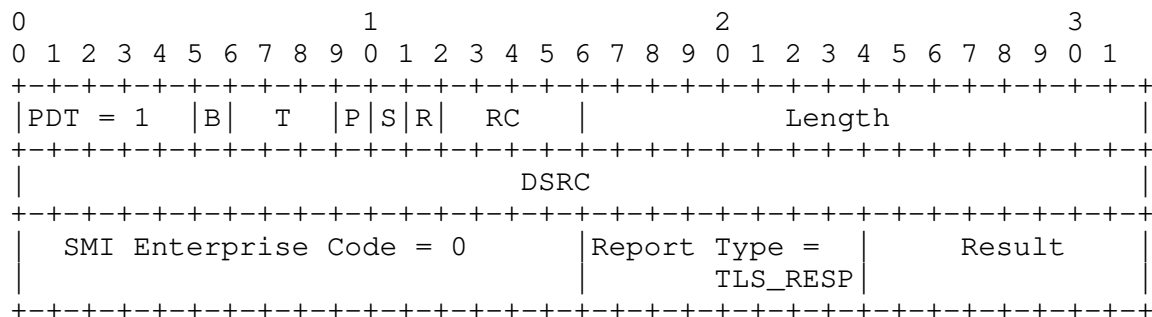 0                   1                   2                   3
0 1 2 3 4 5 6 7 8 9 0 1 2 3 4 5 6 7 8 9 0 1 2 3 4 5 6 7 8 9 0 1
+-+-+-+-+-+-+-+-+-+-+-+-+-+-+-+-+-+-+-+-+-+-+-+-+-+-+-+-+-+-+-+-+
|PDT = 1  |B|  T  |P|S|R|  RC   |           Length              |
+-+-+-+-+-+-+-+-+-+-+-+-+-+-+-+-+-+-+-+-+-+-+-+-+-+-+-+-+-+-+-+-+
|                            DSRC                               |
+-+-+-+-+-+-+-+-+-+-+-+-+-+-+-+-+-+-+-+-+-+-+-+-+-+-+-+-+-+-+-+-+
|  SMI Enterprise Code = 0      |Report Type =  |     Result    |
|                               |       TLS_RESP|               |
+-+-+-+-+-+-+-+-+-+-+-+-+-+-+-+-+-+-+-+-+-+-+-+-+-+-+-+-+-+-+-+-+